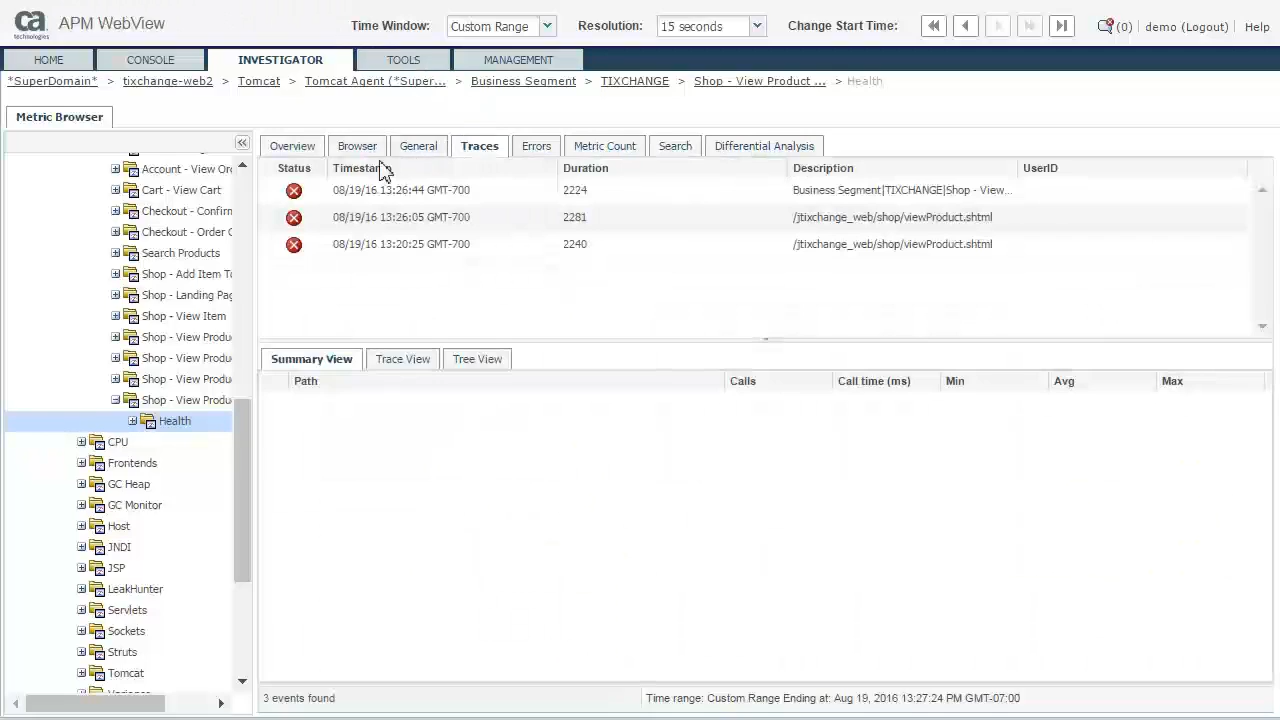 ca
technologies
APM WebView
Time Window: Custom Range Resolution: 15 seconds Change Start Time: (0) demo (Logout) Help
HOME CONSOLE INVESTIGATOR TOOLS MANAGEMENT
*SuperDomain* > tixchange-web2 > Tomcat > Tomcat Agent (*Super... > Business Segment > TIXCHANGE > Shop - View Product ... > Health
Metric Browser
Overview Browser General Traces Errors Metric Count Search Differential Analysis
Status Timestamp Duration Description UserID
08/19/16 13:26:44 GMT-700 2224 Business Segment|TIXCHANGE|Shop - View...
08/19/16 13:26:05 GMT-700 2281 /jtixchange_web/shop/viewProduct.shtml
08/19/16 13:20:25 GMT-700 2240 /jtixchange_web/shop/viewProduct.shtml
Account - View Or
Cart - View Cart
Checkout - Confirn
Checkout - Order C
Search Products
Shop - Add Item To
Shop - Landing Pag
Shop - View Item
Shop - View Produ
Shop - View Produ
Shop - View Produ
Shop - View Produ
Health
CPU
Frontends
GC Heap
GC Monitor
Host
JNDI
JSP
LeakHunter
Servlets
Sockets
Struts
Tomcat
Summary View Trace View Tree View
Path Calls Call time (ms) Min Avg Max
3 events found Time range: Custom Range Ending at: Aug 19, 2016 13:27:24 PM GMT-07:00